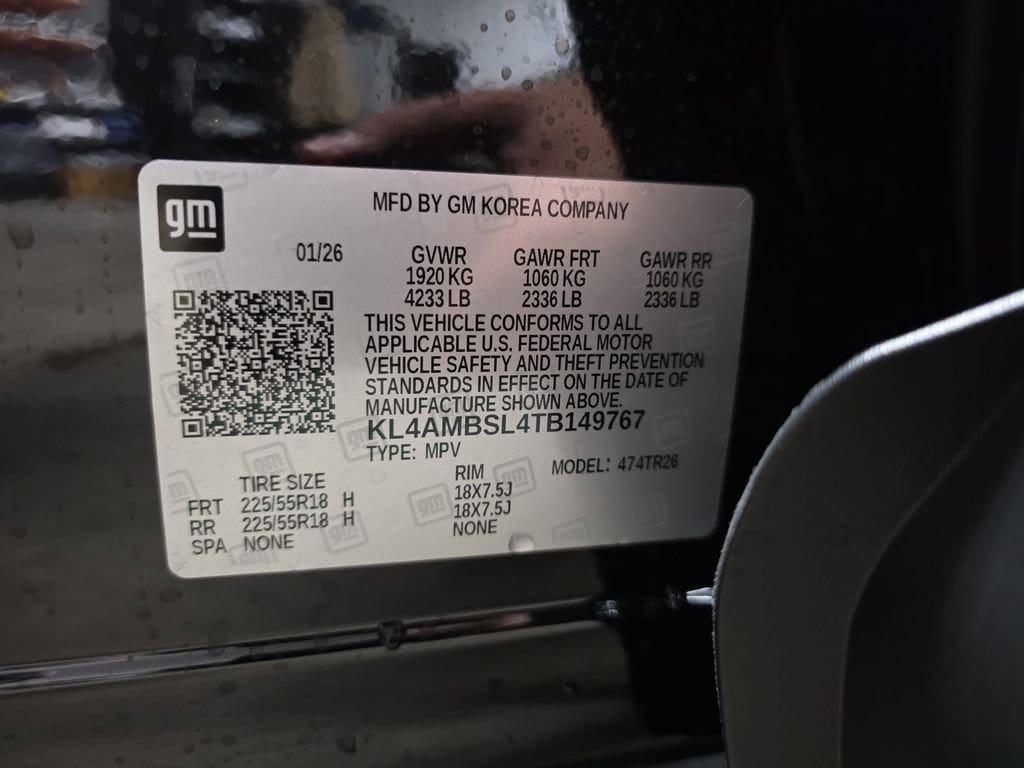 gm
MFD BY GM KOREA COMPANY
01/26
GVWR GAWR FRT GAWR RR
1920 KG 1060 KG 1060 KG
4233 LB 2336 LB 2336 LB
THIS VEHICLE CONFORMS TO ALL
APPLICABLE U.S. FEDERAL MOTOR
VEHICLE SAFETY AND THEFT PREVENTION
STANDARDS IN EFFECT ON THE DATE OF
MANUFACTURE SHOWN ABOVE.
KL4AMBSL4TB149767
TYPE: MPV
MODEL: 474TR26
TIRE SIZE RIM
FRT 225/55R18 H 18X7.5J
RR 225/55R18 H 18X7.5J
SPA NONE NONE